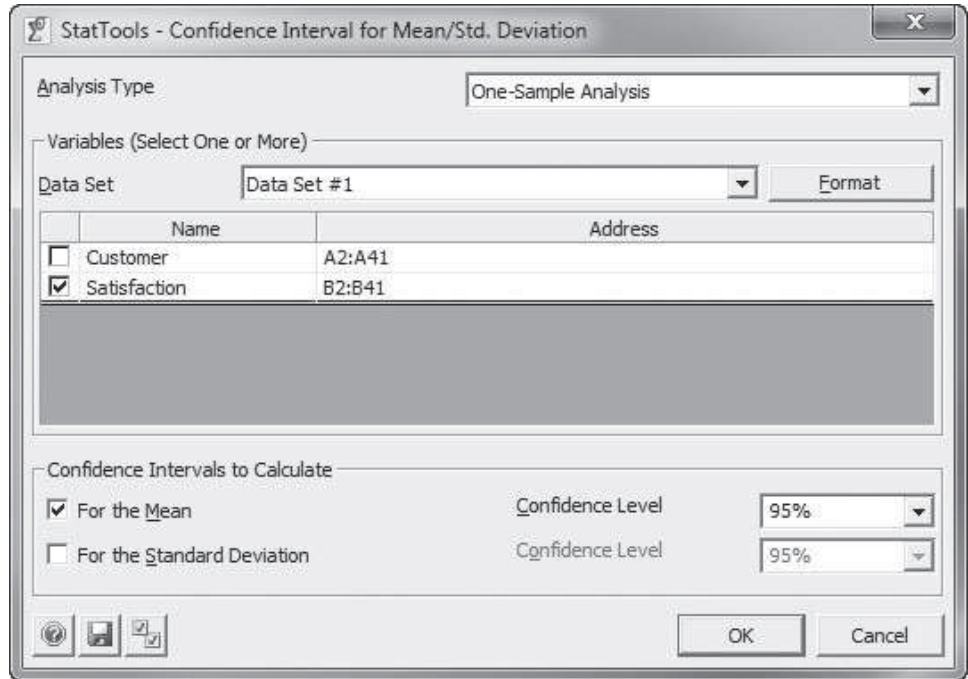 StatTools - Confidence Interval for Mean/Std. Deviation
Analysis Type One-Sample Analysis
Variables (Select One or More)
Data Set Data Set #1 Format
Name Address
Customer A2:A41
Satisfaction B2:B41
Confidence Intervals to Calculate
For the Mean Confidence Level 95%
For the Standard Deviation Confidence Level 95%
OK Cancel